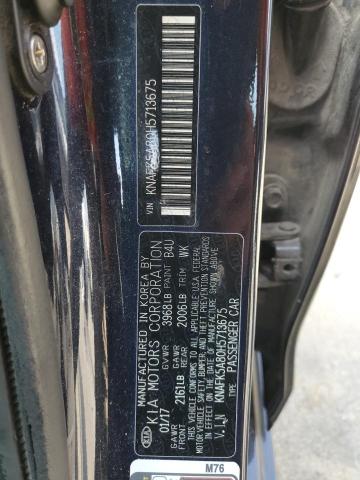 VIN: KNAFK5A80H5713675
MANUFACTURED IN KOREA BY
KIA MOTORS CORPORATION
01/17 GVWR 3968LB PAINT B4U
GAWR FRONT 2161LB GAWR REAR 2006LB TRIM WK
THIS VEHICLE CONFORMS TO ALL APPLICABLE U.S.A. FEDERAL
MOTOR VEHICLE SAFETY, BUMPER, AND THEFT PREVENTION STANDARDS
IN EFFECT ON THE DATE OF MANUFACTURE SHOWN ABOVE
V.I.N: KNAFK5A80H5713675
TYPE: PASSENGER CAR
KIA
M76